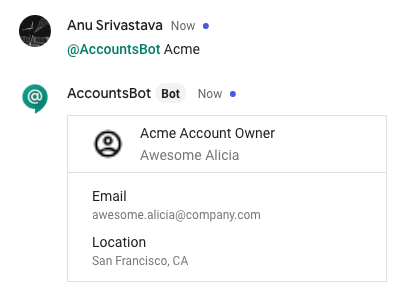 Anu Srivastava Now
@AccountsBot Acme
@
AccountsBot Bot Now
Acme Account Owner
Awesome Alicia
Email
awesome.alicia@company.com
Location
San Francisco, CA